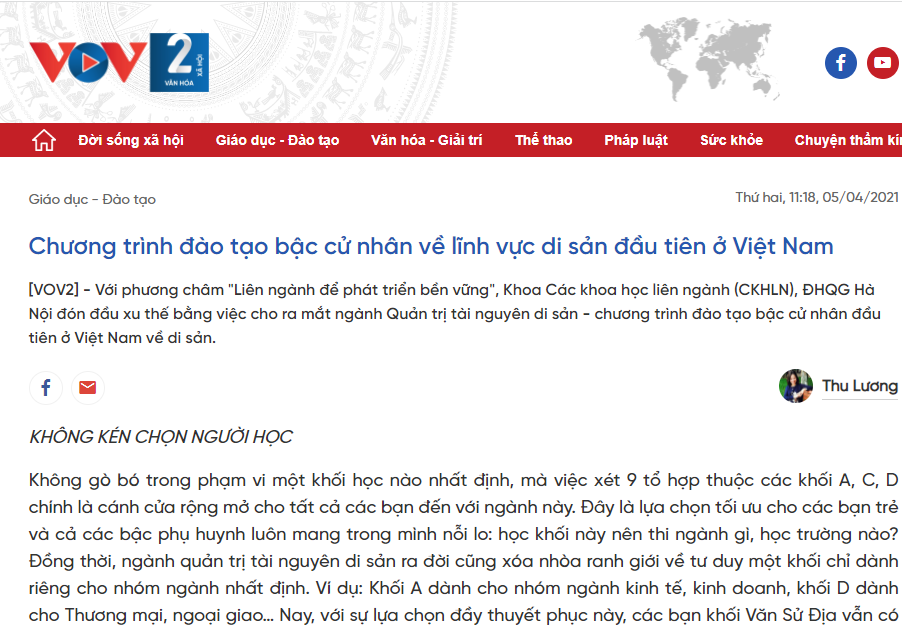 VOV 2
VĂN HÓA
XÃ HỘI
Đời sống xã hội Giáo dục - Đào tạo Văn hóa - Giải trí Thể thao Pháp luật Sức khỏe Chuyện thầm kín
Giáo dục - Đào tạo Thứ hai, 11:18, 05/04/2021
Chương trình đào tạo bậc cử nhân về lĩnh vực di sản đầu tiên ở Việt Nam
[VOV2] - Với phương châm "Liên ngành để phát triển bền vững", Khoa Các khoa học liên ngành (CKHLN), ĐHQG Hà
Nội đón đầu xu thế bằng việc cho ra mắt ngành Quản trị tài nguyên di sản - chương trình đào tạo bậc cử nhân đầu
tiên ở Việt Nam về di sản.
Thu Lương
KHÔNG KÉN CHỌN NGƯỜI HỌC
Không gò bó trong phạm vi một khối học nào nhất định, mà việc xét 9 tổ hợp thuộc các khối A, C, D
chính là cánh cửa rộng mở cho tất cả các bạn đến với ngành này. Đây là lựa chọn tối ưu cho các bạn trẻ
và cả các bậc phụ huynh luôn mang trong mình nỗi lo: học khối này nên thi ngành gì, học trường nào?
Đồng thời, ngành quản trị tài nguyên di sản ra đời cũng xóa nhòa ranh giới về tư duy một khối chỉ dành
riêng cho nhóm ngành nhất định. Ví dụ: Khối A dành cho nhóm ngành kinh tế, kinh doanh, khối D dành
cho Thương mại, ngoại giao... Nay, với sự lựa chọn đầy thuyết phục này, các bạn khối Văn Sử Địa vẫn có